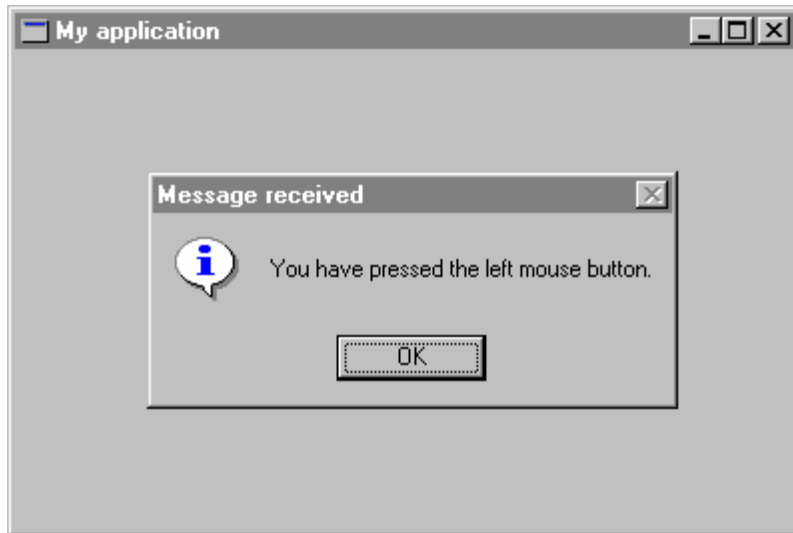 My application
Message received
You have pressed the left mouse button.
OK